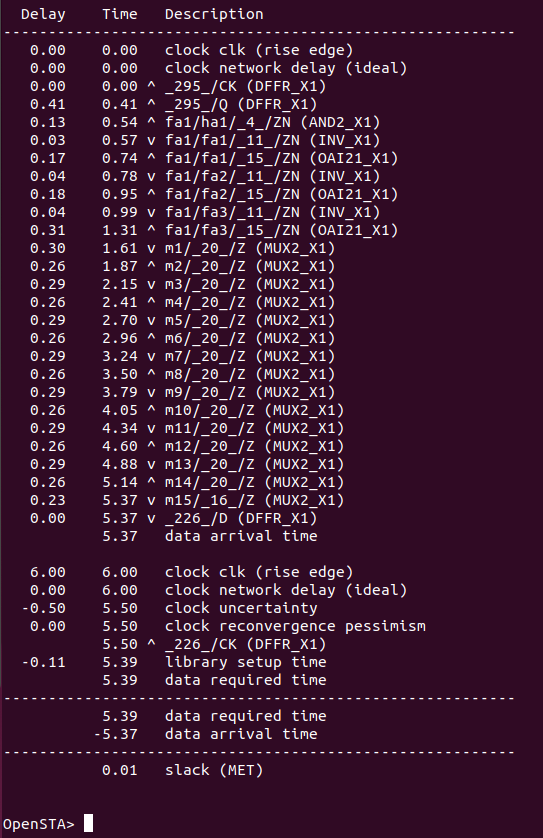 Delay    Time   Description
---------------------------------------------------------
   0.00    0.00   clock clk (rise edge)
   0.00    0.00   clock network delay (ideal)
   0.00    0.00 ^ _295_/CK (DFFR_X1)
   0.41    0.41 ^ _295_/Q (DFFR_X1)
   0.13    0.54 ^ fa1/ha1/_4_/ZN (AND2_X1)
   0.03    0.57 v fa1/fa1/_11_/ZN (INV_X1)
   0.17    0.74 ^ fa1/fa1/_15_/ZN (OAI21_X1)
   0.04    0.78 v fa1/fa2/_11_/ZN (INV_X1)
   0.18    0.95 ^ fa1/fa2/_15_/ZN (OAI21_X1)
   0.04    0.99 v fa1/fa3/_11_/ZN (INV_X1)
   0.31    1.31 ^ fa1/fa3/_15_/ZN (OAI21_X1)
   0.30    1.61 v m1/_20_/Z (MUX2_X1)
   0.26    1.87 ^ m2/_20_/Z (MUX2_X1)
   0.29    2.15 v m3/_20_/Z (MUX2_X1)
   0.26    2.41 ^ m4/_20_/Z (MUX2_X1)
   0.29    2.70 v m5/_20_/Z (MUX2_X1)
   0.26    2.96 ^ m6/_20_/Z (MUX2_X1)
   0.29    3.24 v m7/_20_/Z (MUX2_X1)
   0.26    3.50 ^ m8/_20_/Z (MUX2_X1)
   0.29    3.79 v m9/_20_/Z (MUX2_X1)
   0.26    4.05 ^ m10/_20_/Z (MUX2_X1)
   0.29    4.34 v m11/_20_/Z (MUX2_X1)
   0.26    4.60 ^ m12/_20_/Z (MUX2_X1)
   0.29    4.88 v m13/_20_/Z (MUX2_X1)
   0.26    5.14 ^ m14/_20_/Z (MUX2_X1)
   0.23    5.37 v m15/_16_/Z (MUX2_X1)
   0.00    5.37 v _226_/D (DFFR_X1)
           5.37   data arrival time

   6.00    6.00   clock clk (rise edge)
   0.00    6.00   clock network delay (ideal)
  -0.50    5.50   clock uncertainty
   0.00    5.50   clock reconvergence pessimism
           5.50 ^ _226_/CK (DFFR_X1)
  -0.11    5.39   library setup time
           5.39   data required time
---------------------------------------------------------
           5.39   data required time
          -5.37   data arrival time
---------------------------------------------------------
           0.01   slack (MET)

OpenSTA>